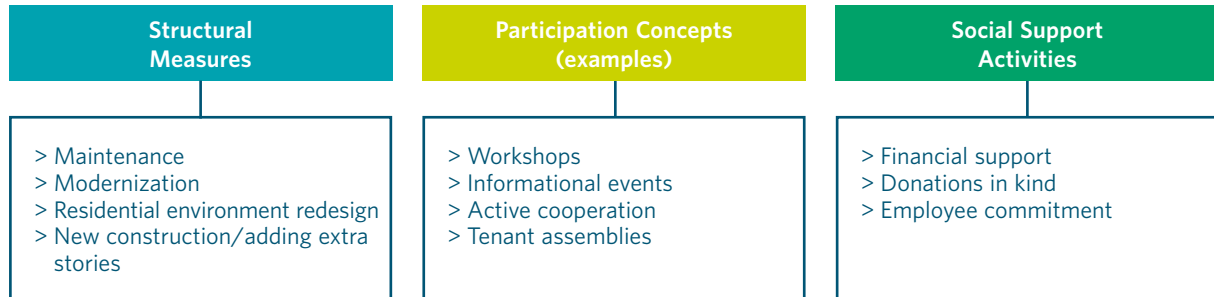 Structural
Measures
> Maintenance
> Modernization
> Residential environment redesign
> New construction/adding extra
stories
Participation Concepts
(examples)
> Workshops
> Informational events
> Active cooperation
> Tenant assemblies
Social Support
Activities
> Financial support
> Donations in kind
> Employee commitment